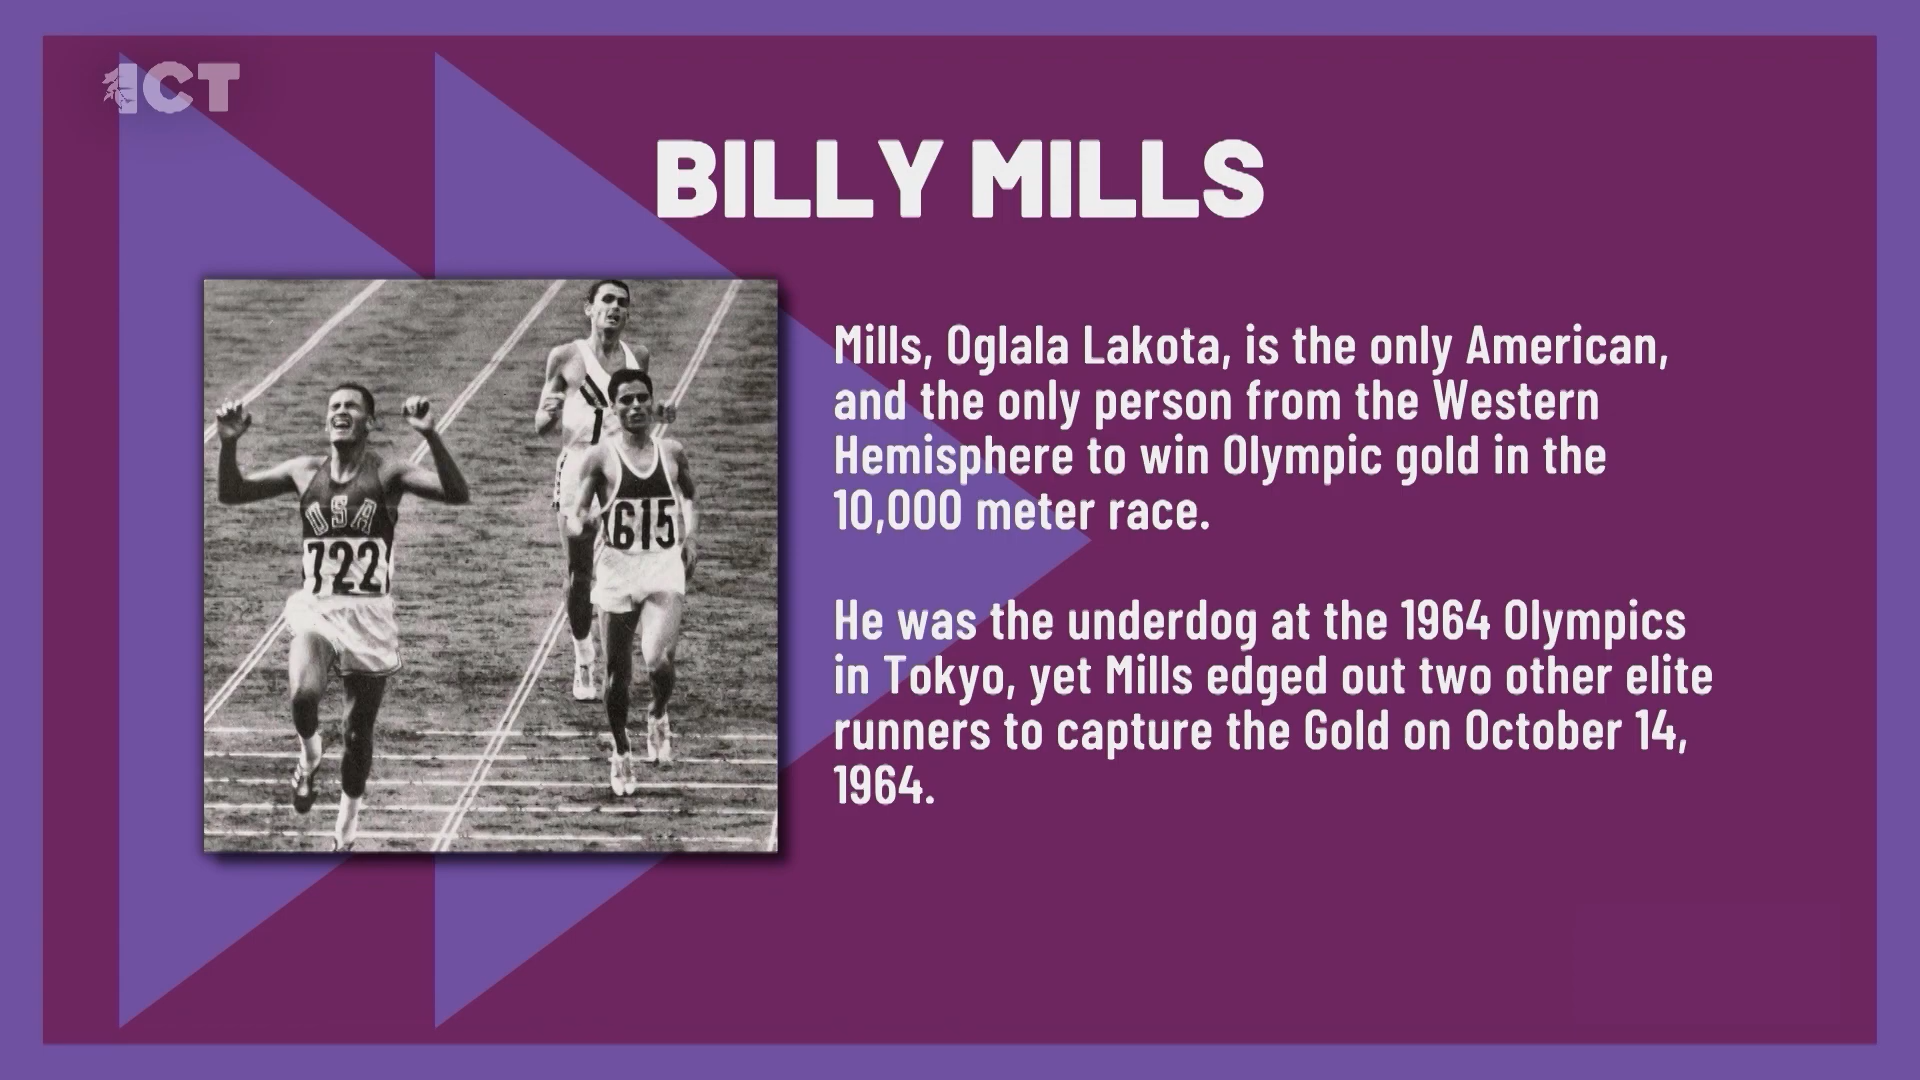 ICT
BILLY MILLS
USA
722
615
Mills, Oglala Lakota, is the only American,
and the only person from the Western
Hemisphere to win Olympic gold in the
10,000 meter race.
He was the underdog at the 1964 Olympics
in Tokyo, yet Mills edged out two other elite
runners to capture the Gold on October 14,
1964.